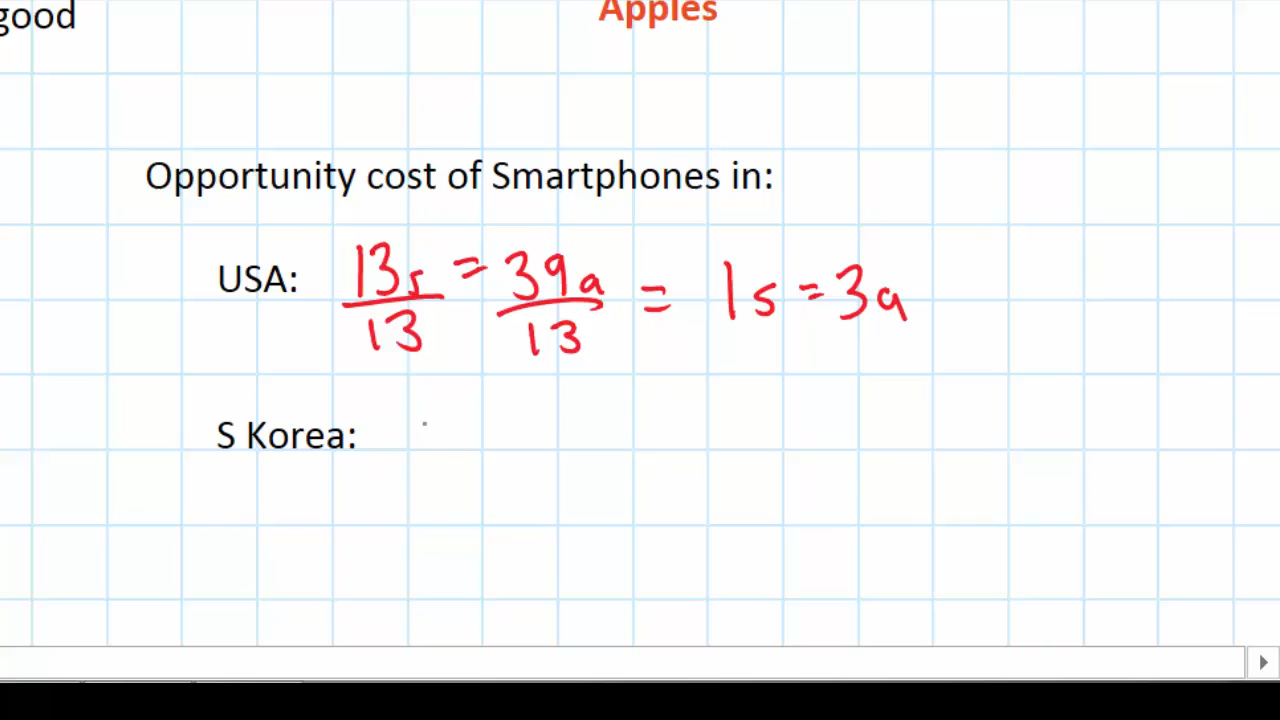 good
Apples
Opportunity cost of Smartphones in:
USA: 13s/13 = 39a/13 = 1s = 3a
S Korea: